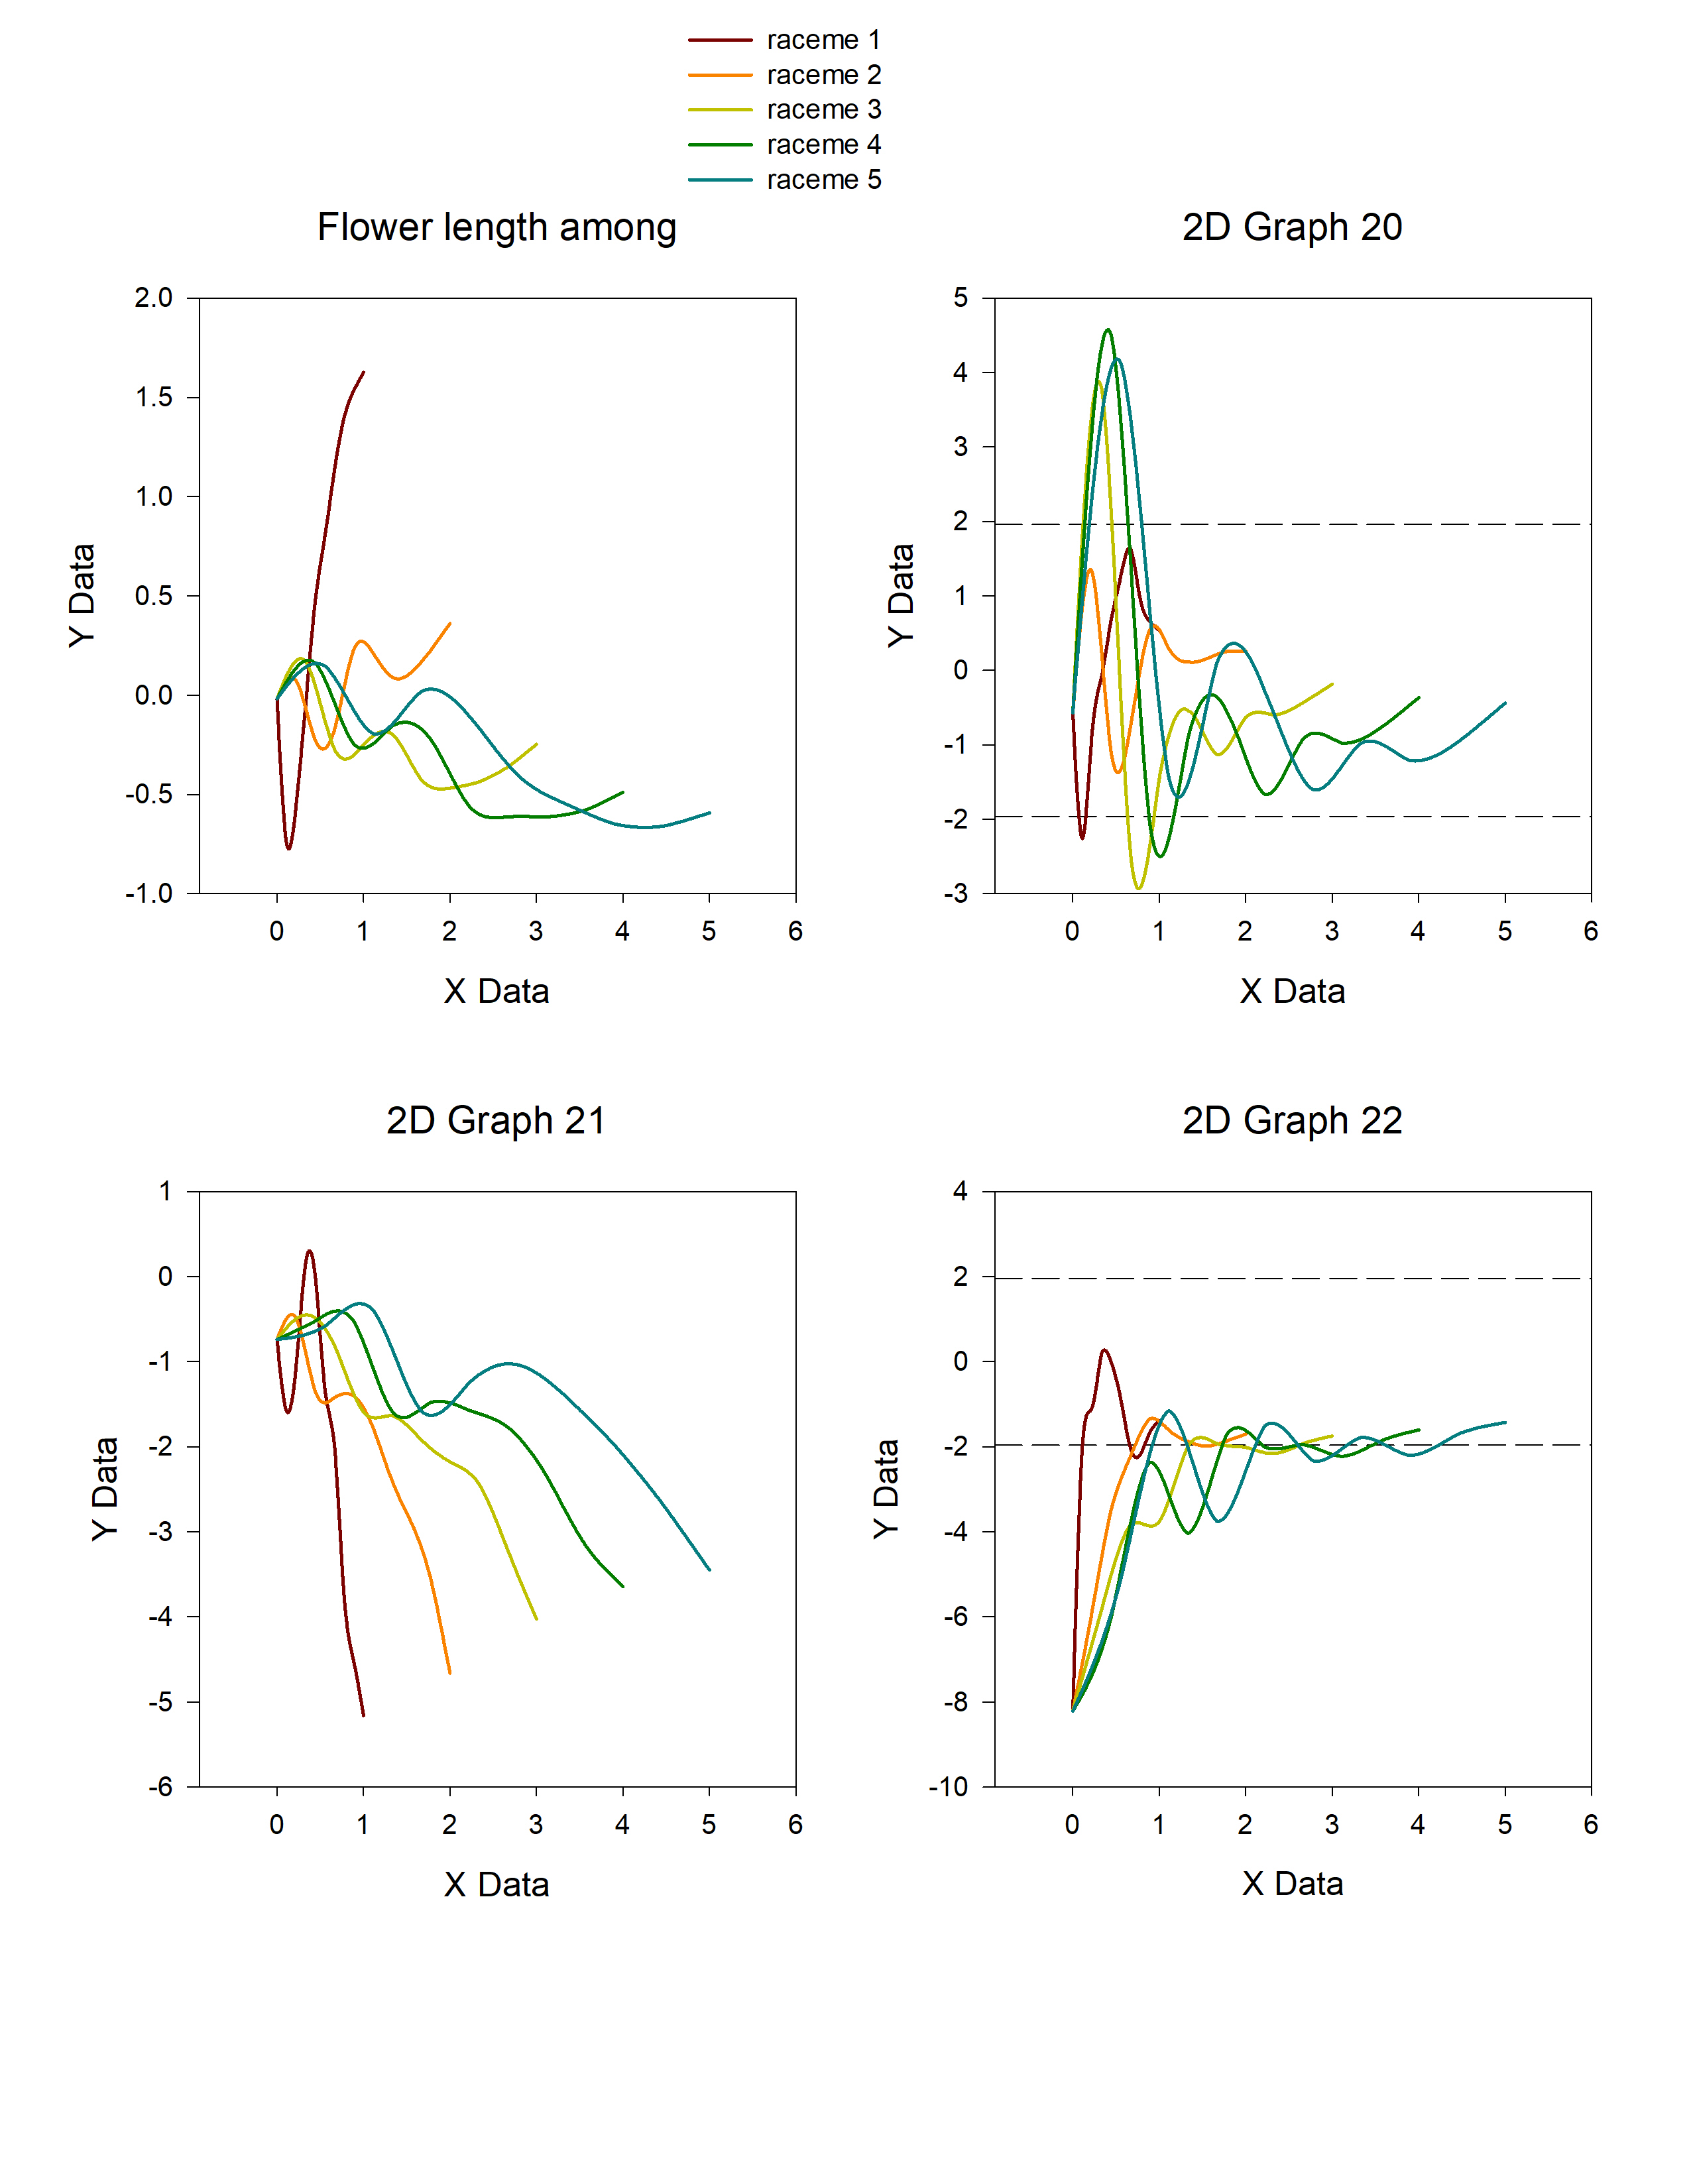 raceme 1
raceme 2
raceme 3
raceme 4
raceme 5
Flower length among
2.0
1.5
1.0
0.5
0.0
-0.5
-1.0
Y Data
0 1 2 3 4 5 6
X Data
2D Graph 20
5
4
3
2
1
0
-1
-2
-3
Y Data
0 1 2 3 4 5 6
X Data
2D Graph 21
1
0
-1
-2
-3
-4
-5
-6
Y Data
0 1 2 3 4 5 6
X Data
2D Graph 22
4
2
0
-2
-4
-6
-8
-10
Y Data
0 1 2 3 4 5 6
X Data